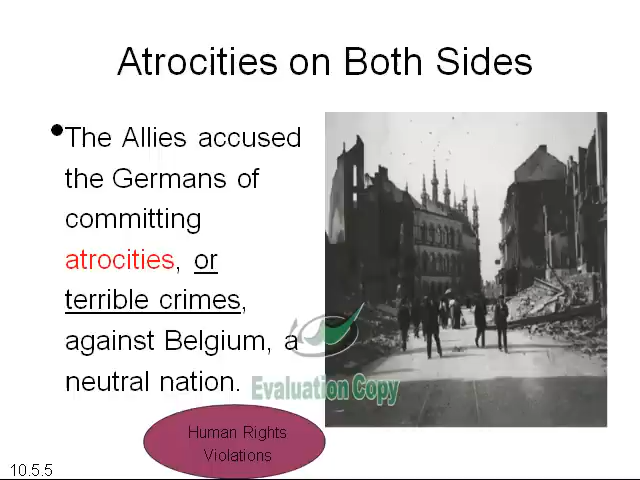 Atrocities on Both Sides
•The Allies accused
the Germans of
committing
atrocities, or
terrible crimes,
against Belgium, a
neutral nation.
Evaluation Copy
Human Rights
Violations
10.5.5